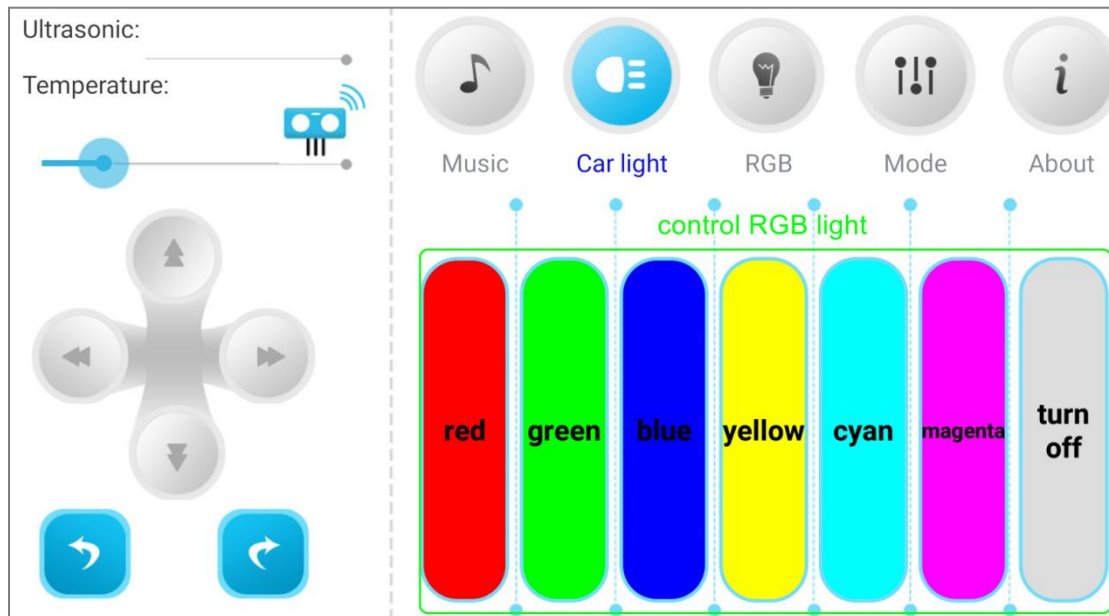 Ultrasonic:
Temperature:
Music
Car light
RGB
Mode
About
control RGB light
red
green
blue
yellow
cyan
magenta
turn
off